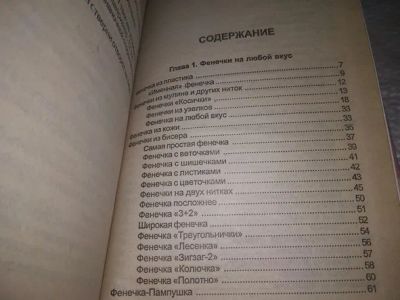 СОДЕРЖАНИЕ
Глава 1. Фенечки на любой вкус
Фенечка из пластика 7
«Именная» фенечка 9
Фенечки из мулине и других ниток 12
Фенечки «Косички» 13
Фенечки из узелков 18
Фенечка на любой вкус
Фенечка из кожи 33
Фенечки из бисера 35
Самая простая фенечка 37
Фенечка с веточками
Фенечка с шишечками 41
Фенечка с листиками 42
Фенечка с цветочками 43
Фенечки на двух нитках 45
Фенечка посложнее 50
Фенечка «3+2» 51
Широкая фенечка 52
Фенечка «Треугольнички» 54
Фенечка «Лесенка» 56
Фенечка «Зигзаг-2» 57
Фенечка «Колючка» 58
Фенечка «Полотно» 60
Фенечка-Пампушка 61